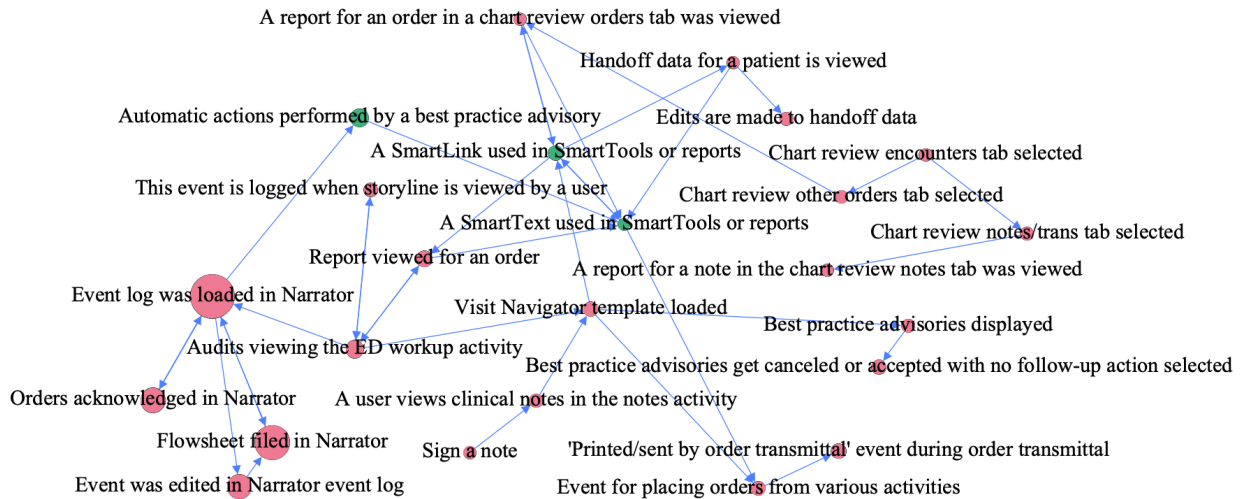 A report for an order in a chart review orders tab was viewed
Handoff data for a patient is viewed
Automatic actions performed by a best practice advisory
Edits are made to handoff data
A SmartLink used in SmartTools or reports
Chart review encounters tab selected
This event is logged when storyline is viewed by a user
Chart review other orders tab selected
A SmartText used in SmartTools or reports
Chart review notes/trans tab selected
Report viewed for an order
A report for a note in the chart review notes tab was viewed
Event log was loaded in Narrator
Visit Navigator template loaded
Best practice advisories displayed
Audits viewing the ED workup activity
Best practice advisories get canceled or accepted with no follow-up action selected
Orders acknowledged in Narrator
A user views clinical notes in the notes activity
Flowsheet filed in Narrator
Sign a note
'Printed/sent by order transmittal' event during order transmittal
Event was edited in Narrator event log
Event for placing orders from various activities